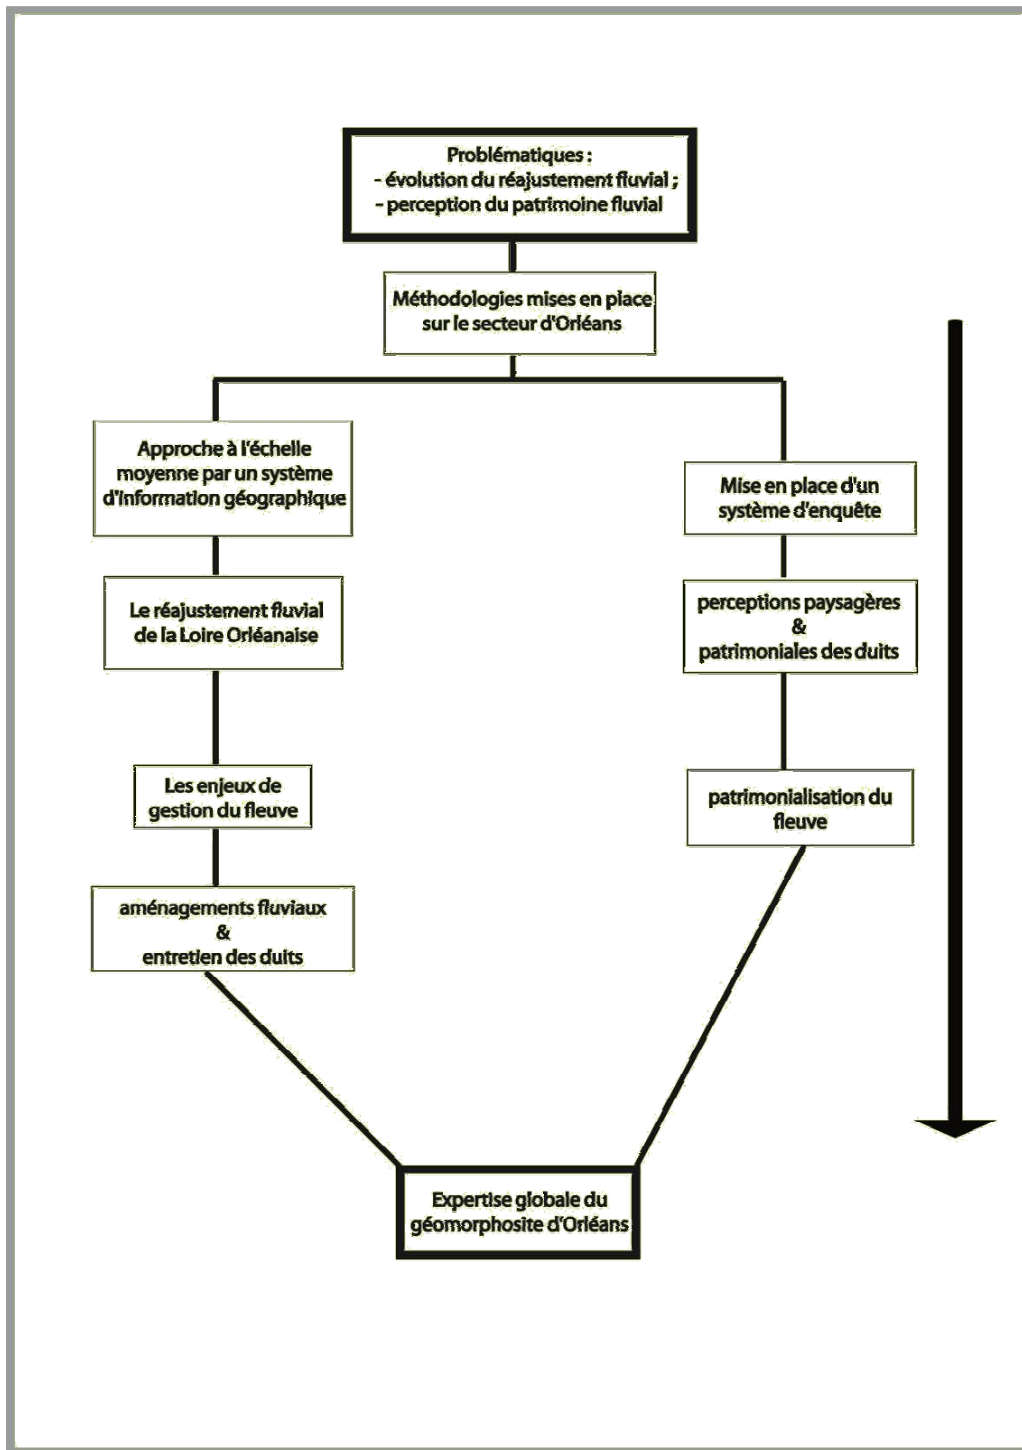 Problématiques :
- évolution du réajustement fluvial ;
- perception du patrimoine fluvial
Méthodologies mises en place
sur le secteur d'Orléans
Approche à l'échelle
moyenne par un système
d'information géographique
Le réajustement fluvial
de la Loire Orléanaise
Les enjeux de
gestion du fleuve
aménagements fluviaux
&
entretien des duits
Mise en place d'un
système d'enquête
perceptions paysagères
&
patrimoniales des duits
patrimonialisation du
fleuve
Expertise globale du
géomorphosite d'Orléans